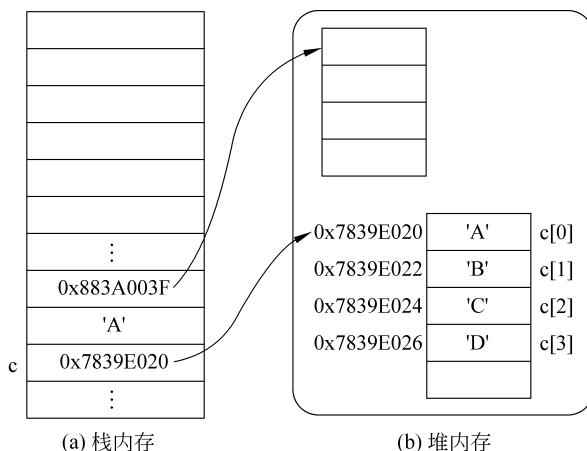 ⋮
0x883A003F
'A'
c 0x7839E020
⋮
(a) 栈内存
0x7839E020 'A' c[0]
0x7839E022 'B' c[1]
0x7839E024 'C' c[2]
0x7839E026 'D' c[3]
(b) 堆内存